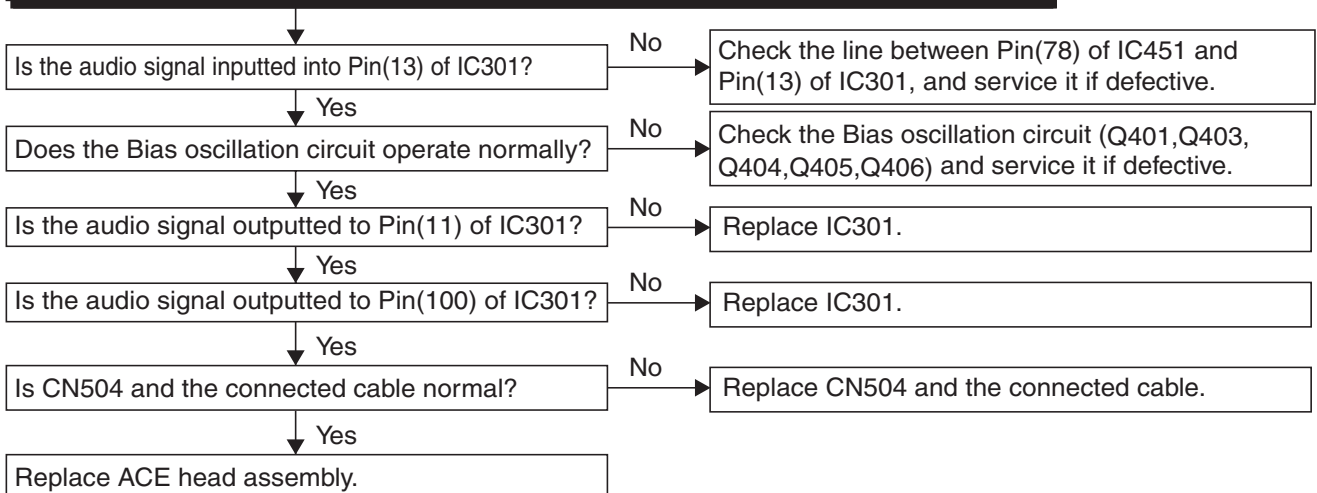 Is the audio signal inputted into Pin(13) of IC301?
No
Check the line between Pin(78) of IC451 and
Pin(13) of IC301, and service it if defective.
Yes
Does the Bias oscillation circuit operate normally?
No
Check the Bias oscillation circuit (Q401,Q403,
Q404,Q405,Q406) and service it if defective.
Yes
Is the audio signal outputted to Pin(11) of IC301?
No
Replace IC301.
Yes
Is the audio signal outputted to Pin(100) of IC301?
No
Replace IC301.
Yes
Is CN504 and the connected cable normal?
No
Replace CN504 and the connected cable.
Yes
Replace ACE head assembly.